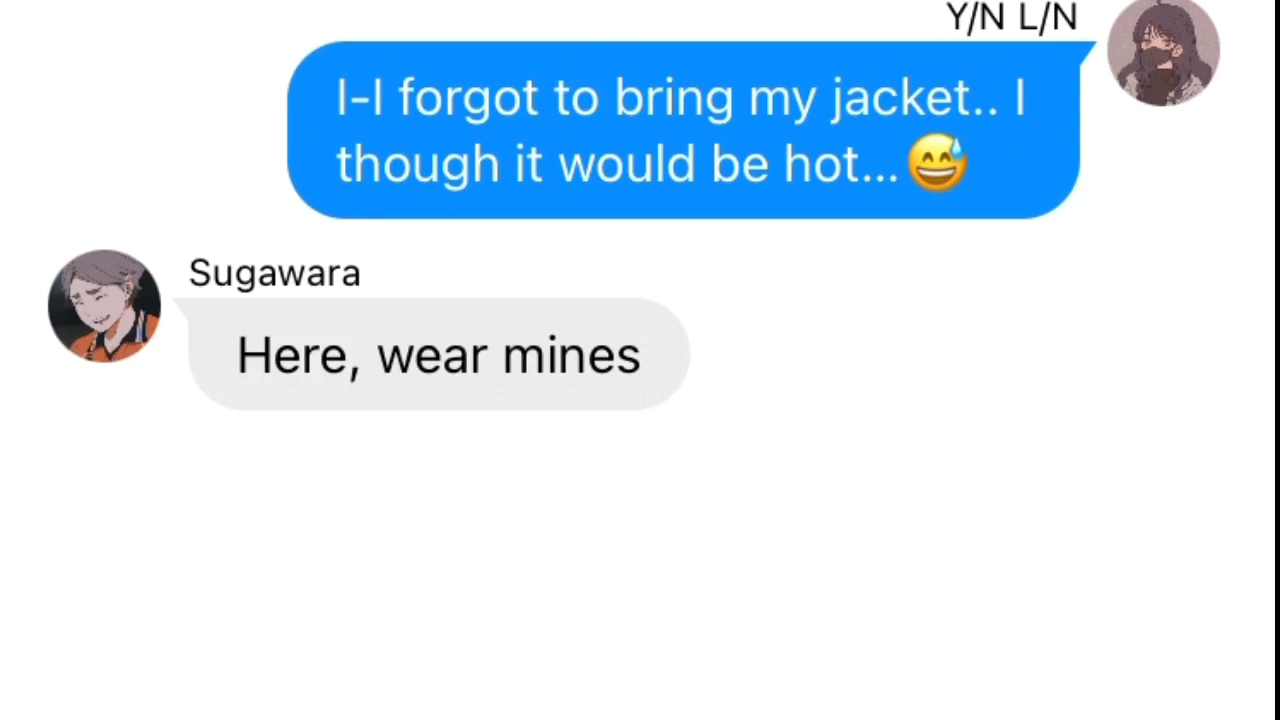 Y/N L/N
I-I forgot to bring my jacket.. I
though it would be hot...😅
Sugawara
Here, wear mines